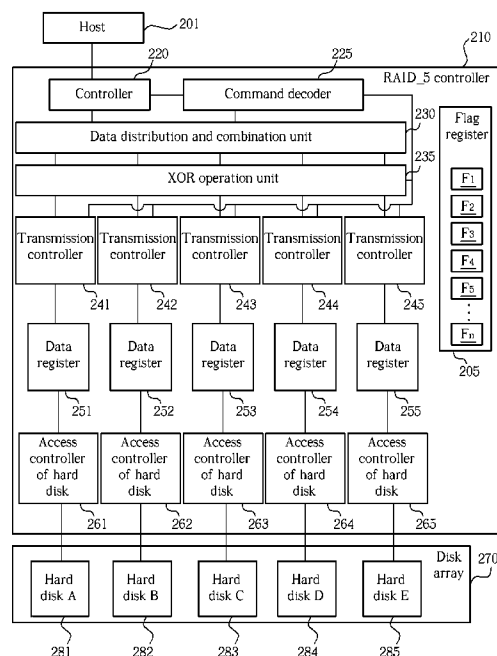 Host
201
210
220
225
RAID_5 controller
Controller
Command decoder
230
Data distribution and combination unit
235
XOR operation unit
Flag
register
F1
F2
F3
F4
F5
Fn
205
Transmission
controller
Transmission
controller
Transmission
controller
Transmission
controller
Transmission
controller
241
242
243
244
245
Data
register
Data
register
Data
register
Data
register
Data
register
251
252
253
254
255
Access
controller
of hard
disk
Access
controller
of hard
disk
Access
controller
of hard
disk
Access
controller
of hard
disk
Access
controller
of hard
disk
261
262
263
264
265
Disk
array
270
Hard
disk A
Hard
disk B
Hard
disk C
Hard
disk D
Hard
disk E
281
282
283
284
285